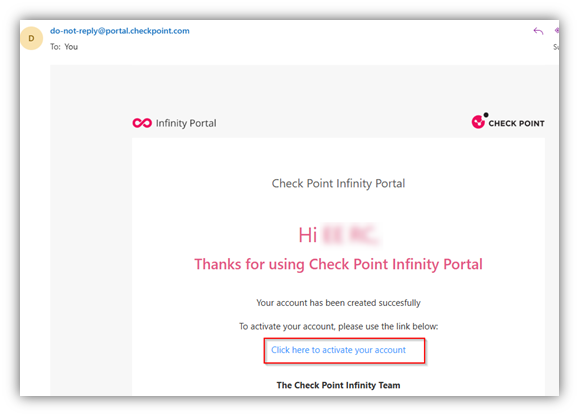 D
do-not-reply@portal.checkpoint.com
To: You
Infinity Portal
CHECK POINT
Check Point Infinity Portal
Hi
Thanks for using Check Point Infinity Portal
Your account has been created succesfully
To activate your account, please use the link below:
Click here to activate your account
The Check Point Infinity Team